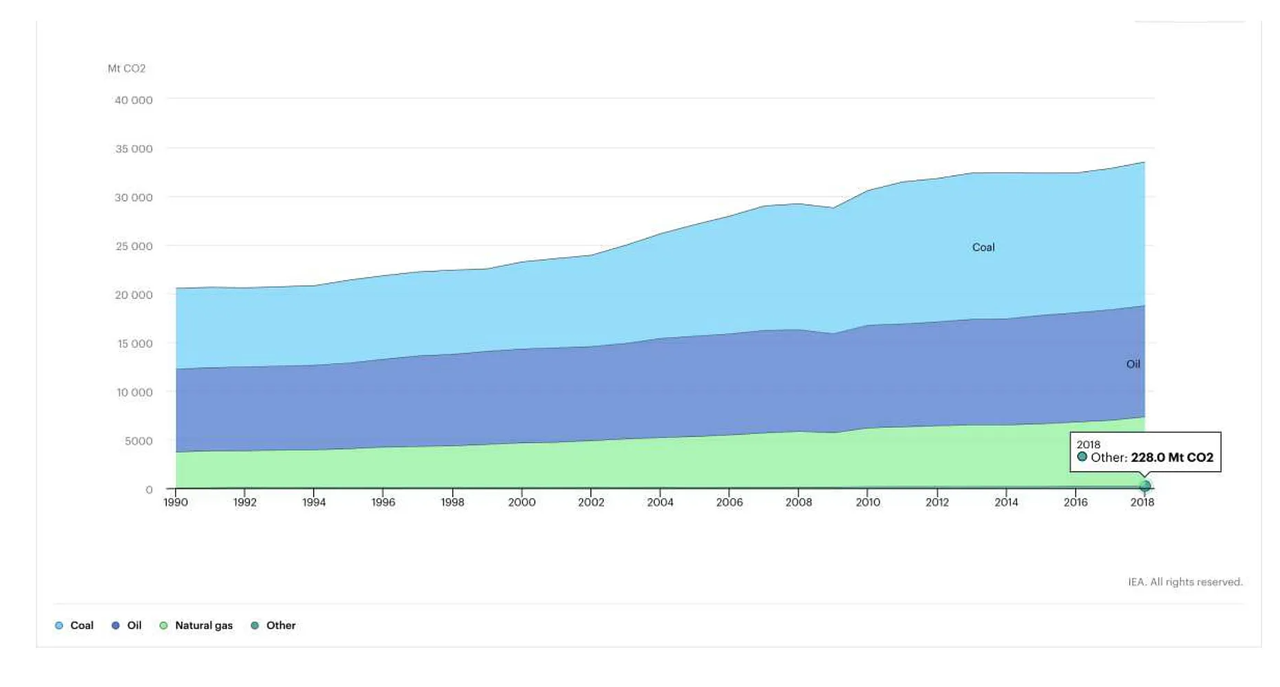 Mt CO2
40 000
35 000
30 000
25 000
Coal
20 000
15 000
Oil
10 000
5000
2018
Other: 228.0 Mt CO2
0
1990 1992 1994 1996 1998 2000 2002 2004 2006 2008 2010 2012 2014 2016 2018
IEA. All rights reserved.
Coal Oil Natural gas Other